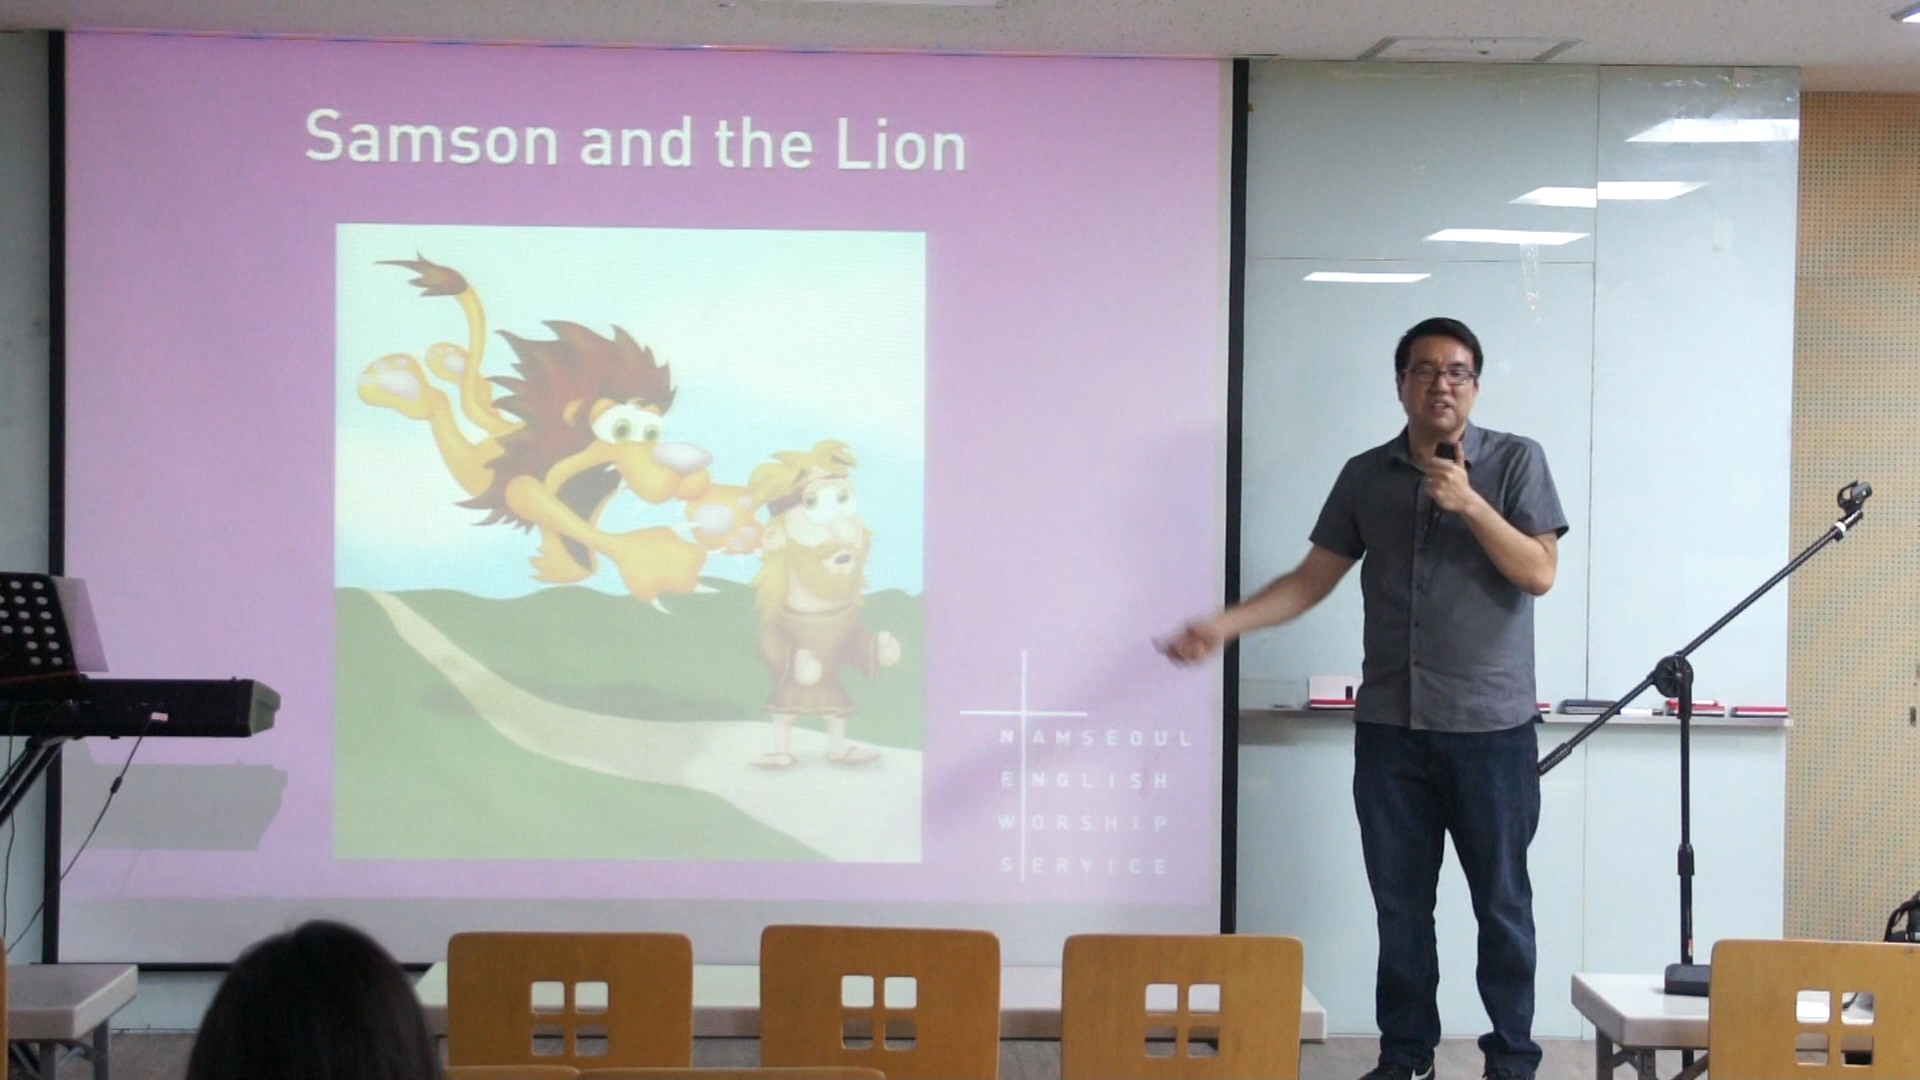 Samson and the Lion
NAMSEOUL
ENGLISH
WORSHIP
SERVICE